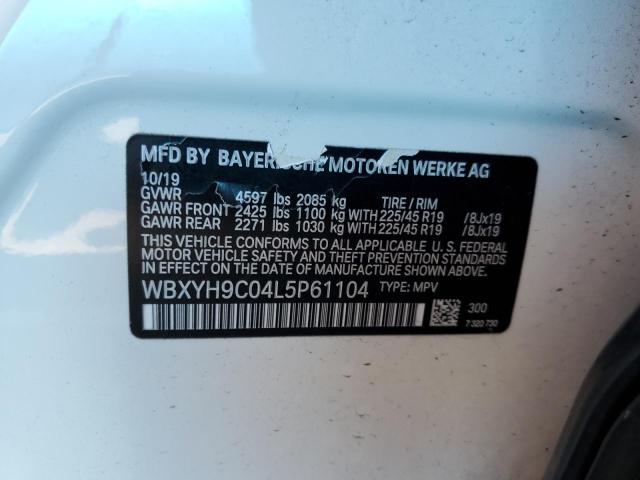 MFD BY BAYERISCHE MOTOREN WERKE AG
10/19
GVWR 4597 lbs 2085 kg TIRE / RIM
GAWR FRONT 2425 lbs 1100 kg WITH 225/45 R19 /8Jx19
GAWR REAR 2271 lbs 1030 kg WITH 225/45 R19 /8Jx19
THIS VEHICLE CONFORMS TO ALL APPLICABLE U. S. FEDERAL
MOTOR VEHICLE SAFETY, BUMPER, AND THEFT PREVENTION
STANDARDS IN EFFECT ON THE DATE OF MANUFACTURE SHOWN ABOVE.
WBXYH9C04L5P61104 TYPE: MPV
300
7 320 730